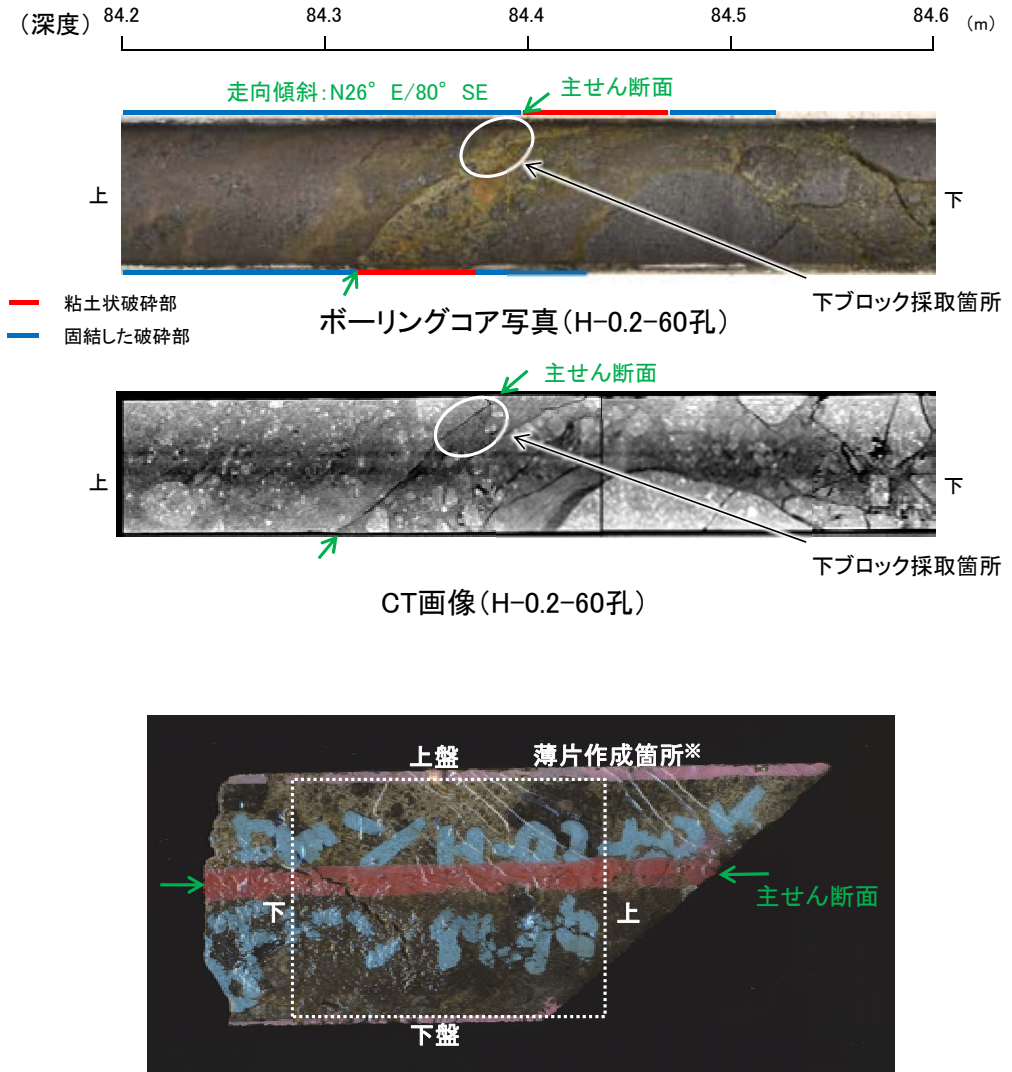 （深度） 84.2 84.3 84.4 84.5 84.6 （m）
走向傾斜：N26° E/80° SE 主せん断面
上 下
下ブロック採取箇所
粘土状破砕部
固結した破砕部
ボーリングコア写真（H-0.2-60孔）
主せん断面
上 下
下ブロック採取箇所
CT画像（H-0.2-60孔）
上盤 薄片作成箇所※
主せん断面
下 上
下盤